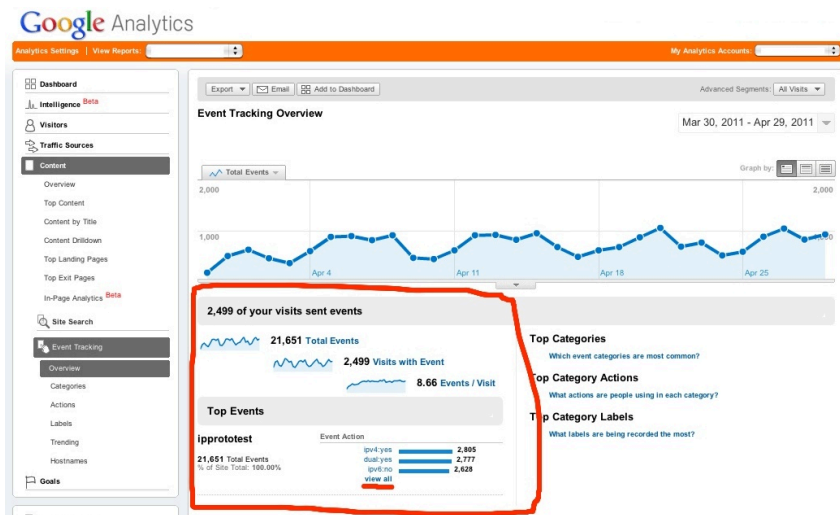 Google Analytics
Analytics Settings | View Reports:
My Analytics Accounts:
Dashboard
Intelligence Beta
Visitors
Traffic Sources
Content
Overview
Top Content
Content by Title
Content Drilldown
Top Landing Pages
Top Exit Pages
In-Page Analytics Beta
Site Search
Event Tracking
Overview
Categories
Actions
Labels
Trending
Hostnames
Goals
Export Email Add to Dashboard
Advanced Segments: All Visits
Event Tracking Overview
Mar 30, 2011 - Apr 29, 2011
Total Events
Graph by:
2,000 2,000
1,000
Apr 4 Apr 11 Apr 18 Apr 25
2,499 of your visits sent events
21,651 Total Events
2,499 Visits with Event
8.66 Events / Visit
Top Events
ipprototest
Event Action
21,651 Total Events
% of Site Total: 100.00%
ipv4:yes 2,805
dual:yes 2,777
ipv6:no 2,628
view all
Top Categories
Which event categories are most common?
Top Category Actions
What actions are people using in each category?
Top Category Labels
What labels are being recorded the most?